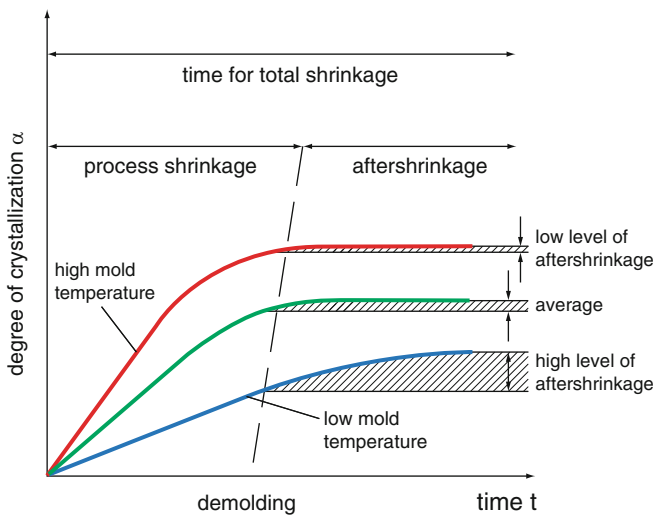 time for total shrinkage
process shrinkage
aftershrinkage
degree of crystallization α
high mold
temperature
low level of
aftershrinkage
average
high level of
aftershrinkage
low mold
temperature
demolding
time t